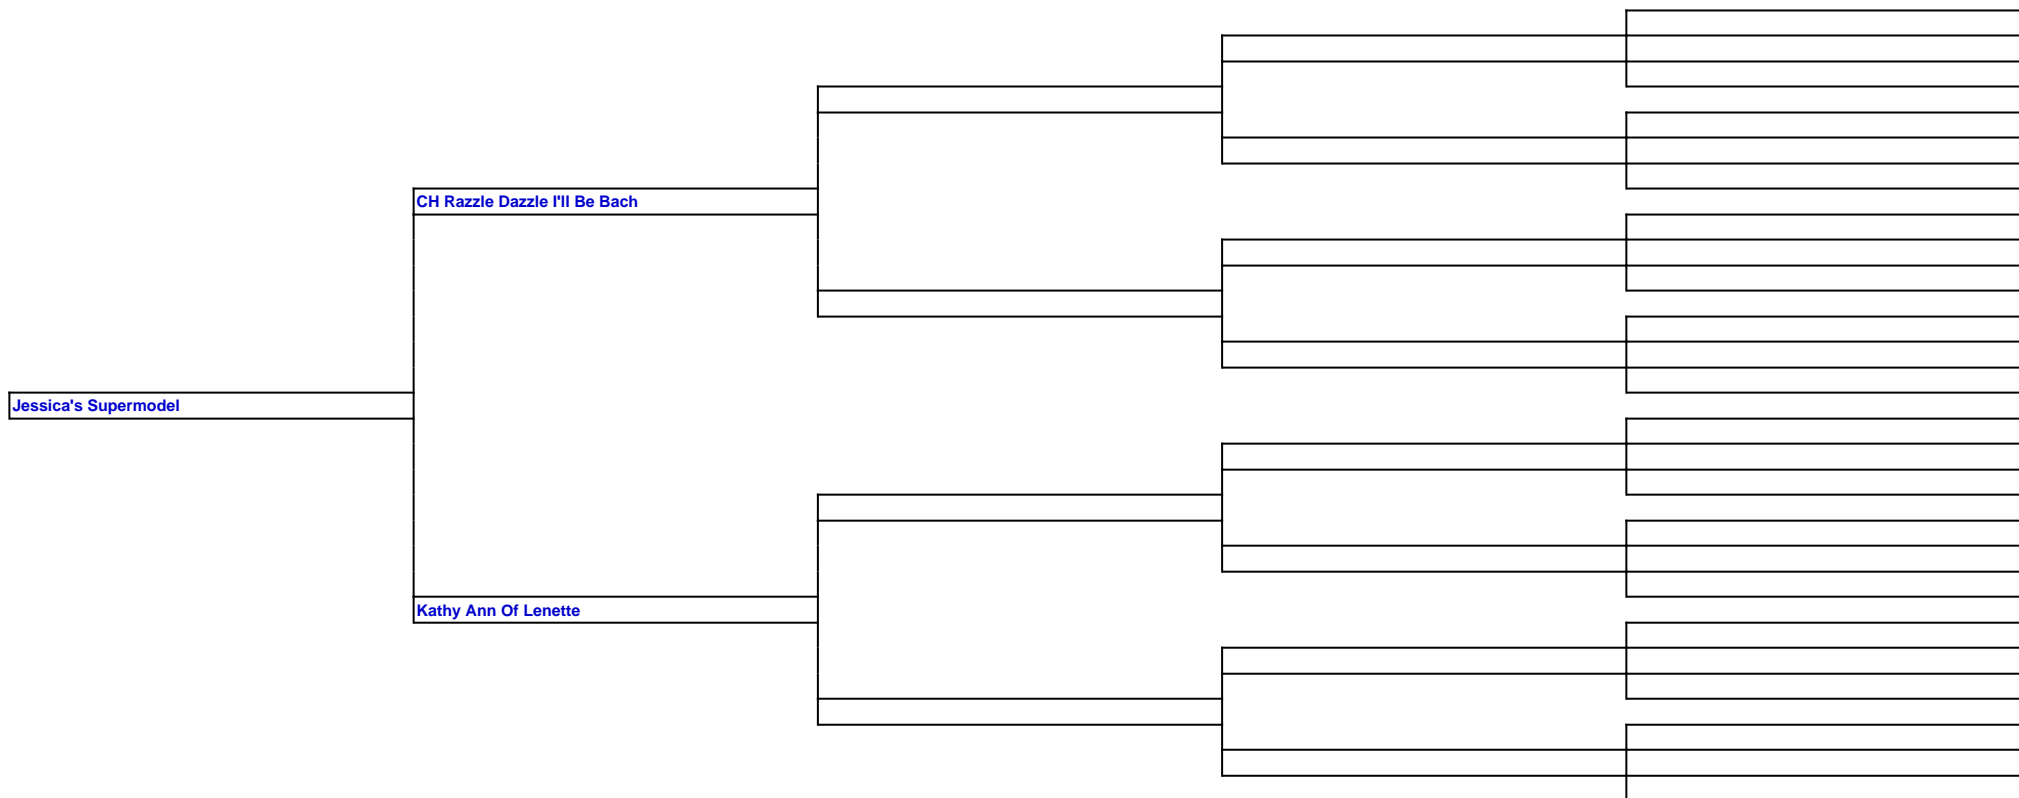 CH Razzle Dazzle I'll Be Bach
Jessica's Supermodel
Kathy Ann Of Lenette